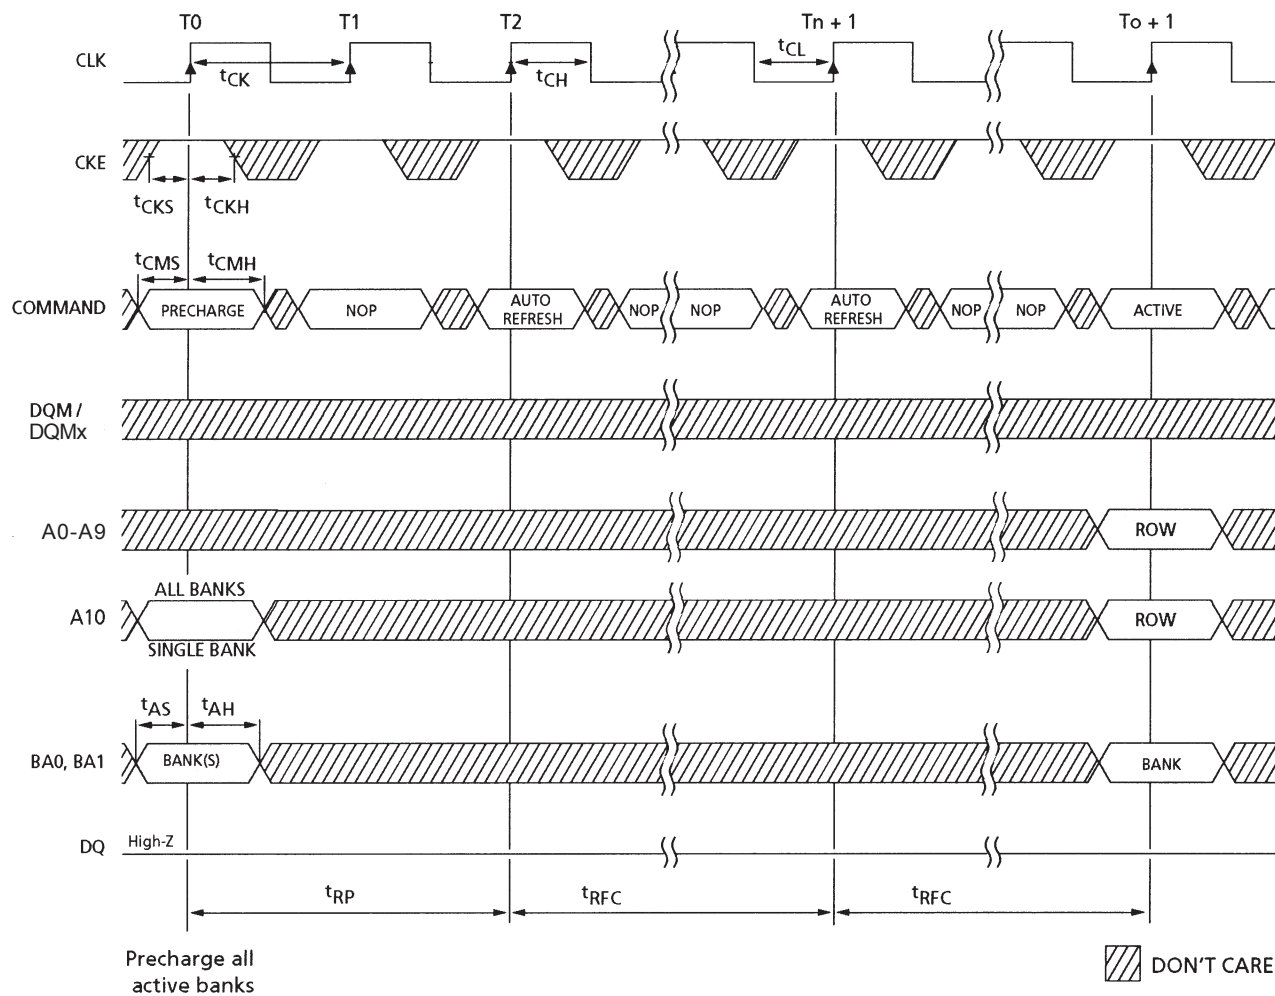 T0 T1 T2 Tn + 1 To + 1
CLK
tCK tCH tCL
CKE
tCKS tCKH
tCMS tCMH
COMMAND PRECHARGE NOP AUTO REFRESH NOP NOP AUTO REFRESH NOP NOP ACTIVE
DQM /
DQMx
A0-A9 ROW
ALL BANKS
A10 ROW
SINGLE BANK
tAS tAH
BA0, BA1 BANK(S) BANK
DQ High-Z
tRP tRFC tRFC
Precharge all
active banks
DON'T CARE